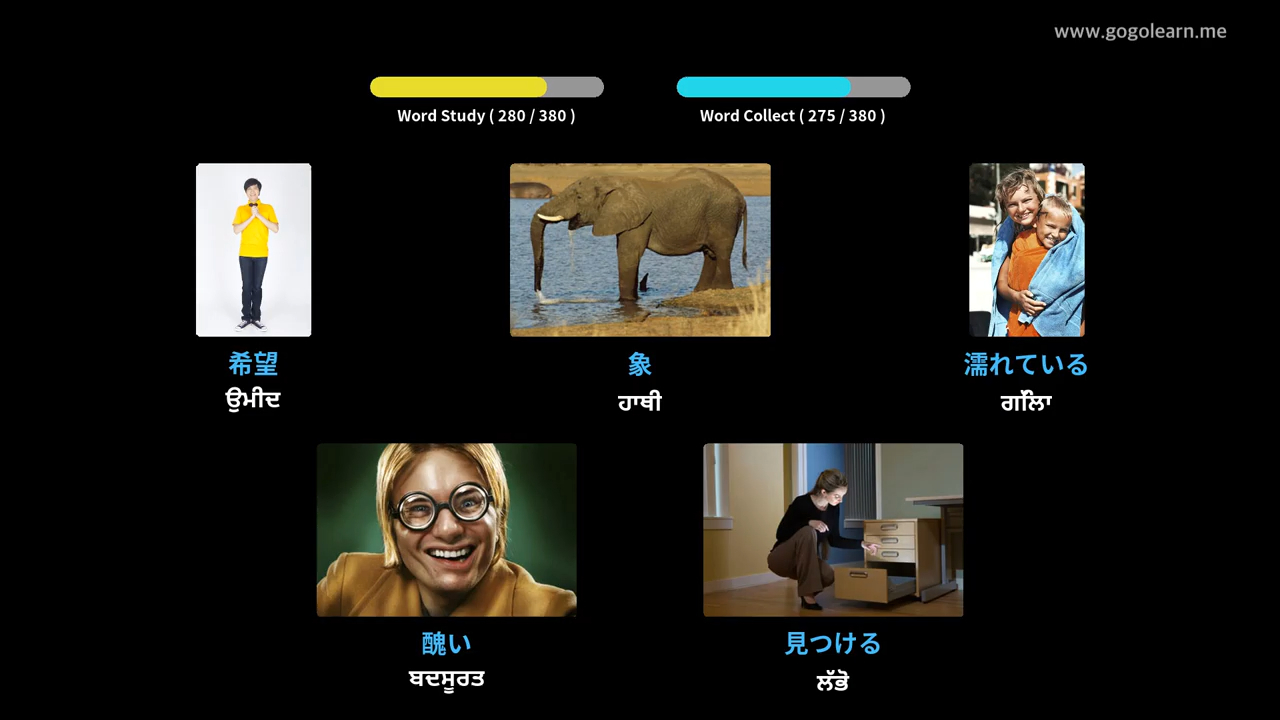 www.gogolearn.me
Word Study ( 280 / 380 )
Word Collect ( 275 / 380 )
希望
ਉਮੀਦ
象
ਹਾਥੀ
濡れている
ਗਿੱਲਾ
醜い
ਬਦਸੂਰਤ
見つける
ਲੱਭੋ